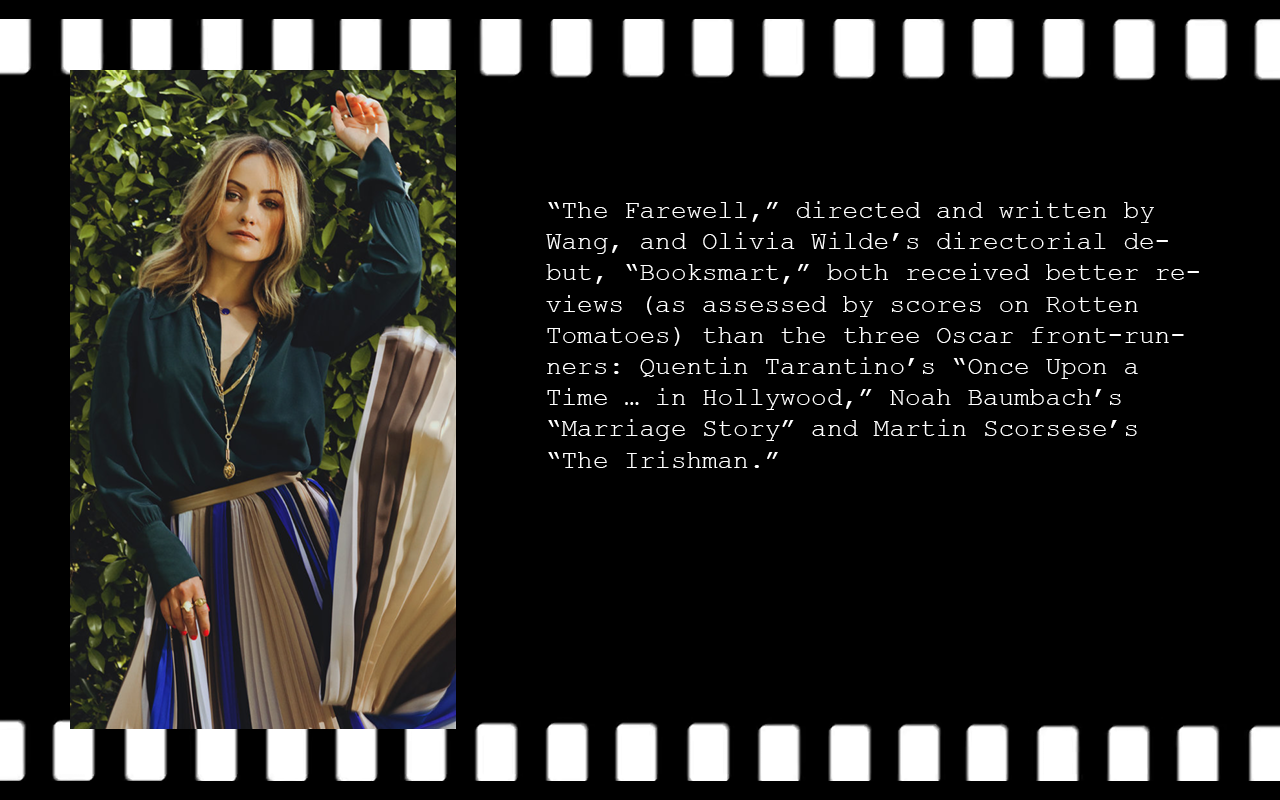 “The Farewell,” directed and written by
Wang, and Olivia Wilde’s directorial de-
but, “Booksmart,” both received better re-
views (as assessed by scores on Rotten
Tomatoes) than the three Oscar front-run-
ners: Quentin Tarantino’s “Once Upon a
Time … in Hollywood,” Noah Baumbach’s
“Marriage Story” and Martin Scorsese’s
“The Irishman.”